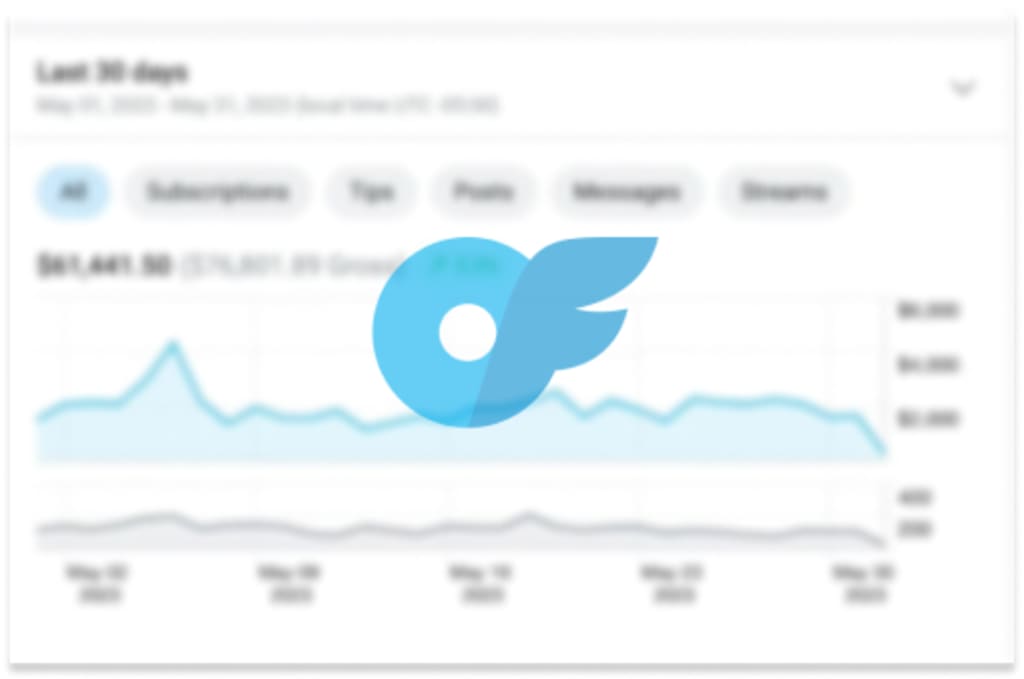 Last 30 days
May 01, 2023 - May 31, 2023 (local time UTC -05:00)
All
Subscriptions
Tips
Posts
Messages
Streams
$61,441.50 ($76,801.89 Gross)
$6,000
$4,000
$2,000
400
200
May 02
2023
May 09
2023
May 16
2023
May 23
2023
May 30
2023